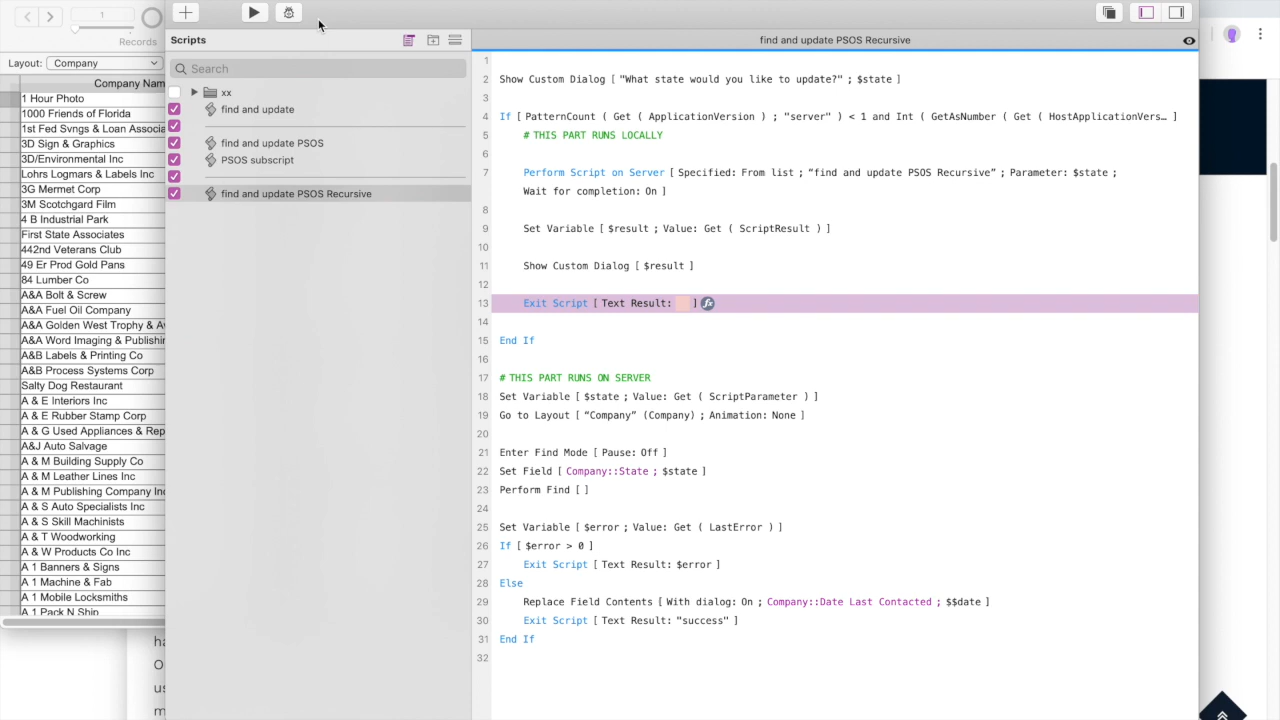 1
Records
Layout: Company
Company Nam
1 Hour Photo
1000 Friends of Florida
1st Fed Svngs & Loan Associa
3D Sign & Graphics
3D/Environmental Inc
Lohrs Logmars & Labels Inc
3G Mermet Corp
3M Scotchgard Film
4 B Industrial Park
First State Associates
442nd Veterans Club
49 Er Prod Gold Pans
84 Lumber Co
A&A Bolt & Screw
A&A Fuel Oil Company
A&A Golden West Trophy & A
A&A Word Imaging & Publishin
A&B Labels & Printing Co
A&B Process Systems Corp
Salty Dog Restaurant
A & E Interiors Inc
A & E Rubber Stamp Corp
A & G Used Appliances & Rep
A&J Auto Salvage
A & M Building Supply Co
A & M Leather Lines Inc
A & M Publishing Company Inc
A & S Auto Specialists Inc
A & S Skill Machinists
A & T Woodworking
A & W Products Co Inc
A 1 Banners & Signs
A 1 Machine & Fab
A 1 Mobile Locksmiths
A 1 Pack N Ship
ha
O
us
m
Scripts
Search
xx
find and update
find and update PSOS
PSOS subscript
find and update PSOS Recursive
find and update PSOS Recursive
1
2 Show Custom Dialog [ "What state would you like to update?" ; $state ]
3
4 If [ PatternCount ( Get ( ApplicationVersion ) ; "server" ) < 1 and Int ( GetAsNumber ( Get ( HostApplicationVers… ]
5 # THIS PART RUNS LOCALLY
6
7 Perform Script on Server [ Specified: From list ; “find and update PSOS Recursive” ; Parameter: $state ;
Wait for completion: On ]
8
9 Set Variable [ $result ; Value: Get ( ScriptResult ) ]
10
11 Show Custom Dialog [ $result ]
12
13 Exit Script [ Text Result: ] fx
14
15 End If
16
17 # THIS PART RUNS ON SERVER
18 Set Variable [ $state ; Value: Get ( ScriptParameter ) ]
19 Go to Layout [ “Company” (Company) ; Animation: None ]
20
21 Enter Find Mode [ Pause: Off ]
22 Set Field [ Company::State ; $state ]
23 Perform Find [ ]
24
25 Set Variable [ $error ; Value: Get ( LastError ) ]
26 If [ $error > 0 ]
27 Exit Script [ Text Result: $error ]
28 Else
29 Replace Field Contents [ With dialog: On ; Company::Date Last Contacted ; $$date ]
30 Exit Script [ Text Result: "success" ]
31 End If
32